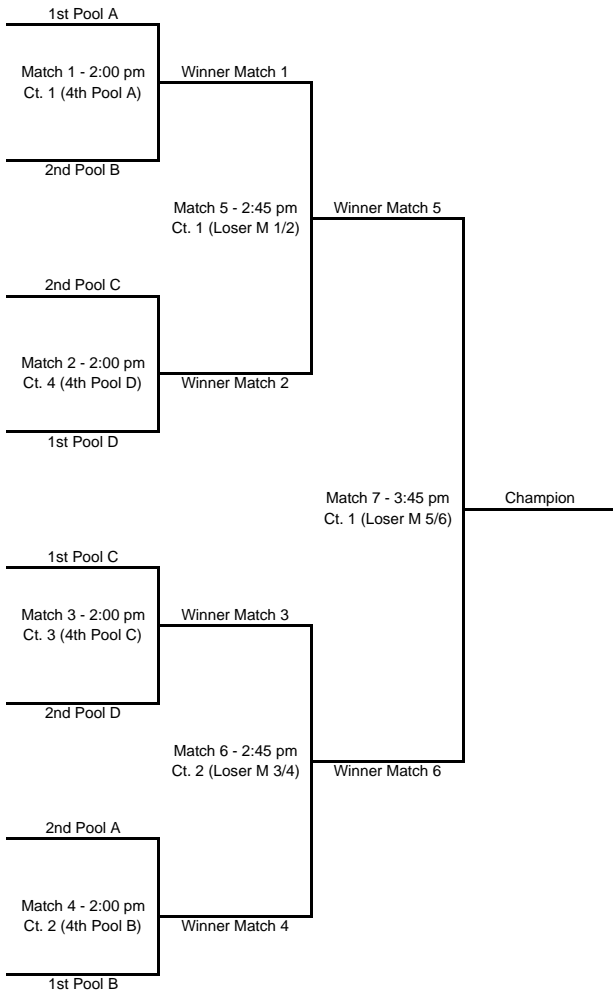 1st Pool A
Match 1 - 2:00 pm
Ct. 1 (4th Pool A)
Winner Match 1
2nd Pool B
Match 5 - 2:45 pm
Ct. 1 (Loser M 1/2)
Winner Match 5
2nd Pool C
Match 2 - 2:00 pm
Ct. 4 (4th Pool D)
Winner Match 2
1st Pool D
Match 7 - 3:45 pm
Ct. 1 (Loser M 5/6)
Champion
1st Pool C
Match 3 - 2:00 pm
Ct. 3 (4th Pool C)
Winner Match 3
2nd Pool D
Match 6 - 2:45 pm
Ct. 2 (Loser M 3/4)
Winner Match 6
2nd Pool A
Match 4 - 2:00 pm
Ct. 2 (4th Pool B)
Winner Match 4
1st Pool B